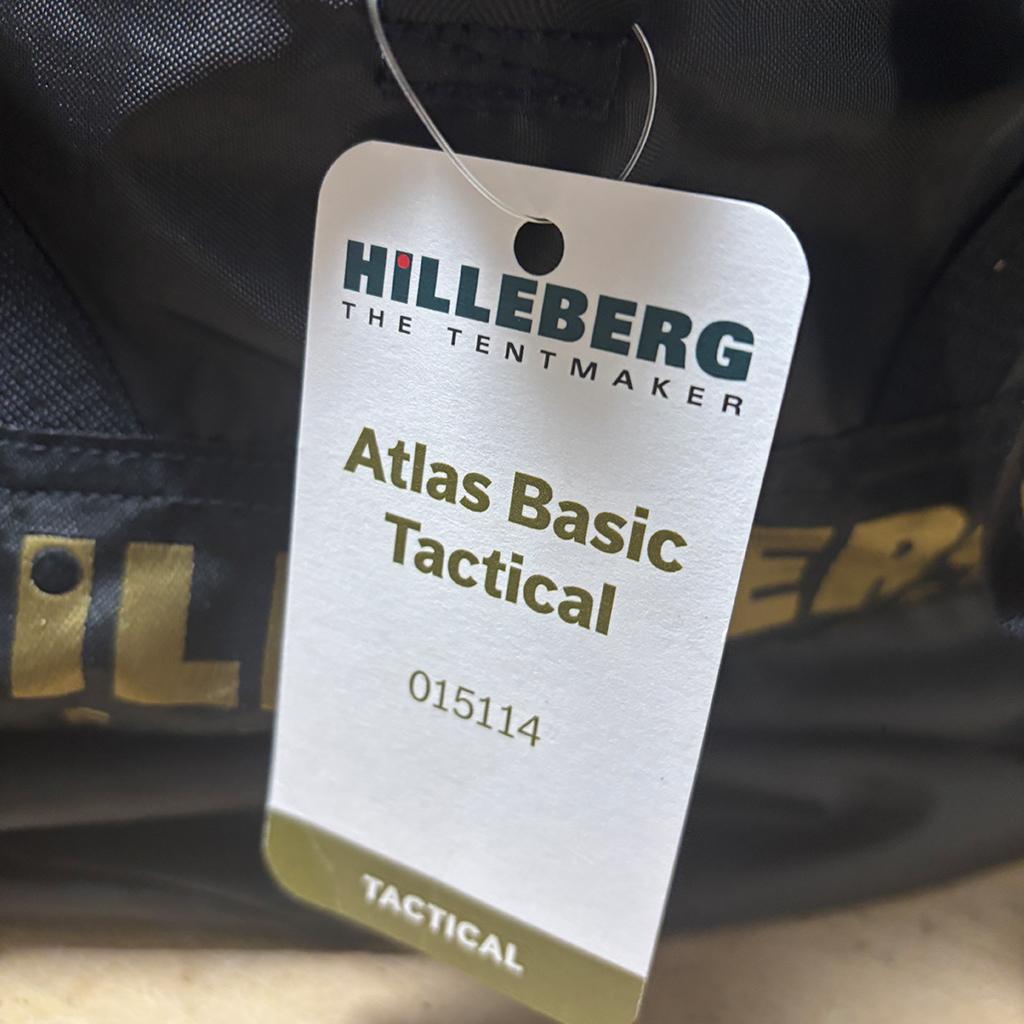 HILLEBERG
THE TENTMAKER
Atlas Basic
Tactical
015114
TACTICAL